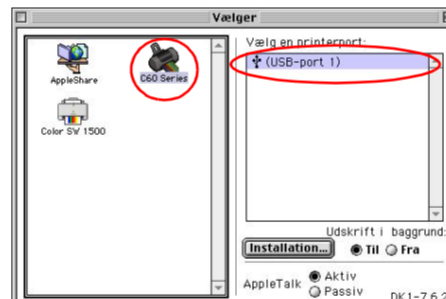 Vælger
AppleShare
C60 Series
Color SW 1500
Vælg en printerport:
(USB-port 1)
Udskrift i baggrund:
Installation...
Til
Fra
AppleTalk
Aktiv
Passiv
DK1-7.6.2